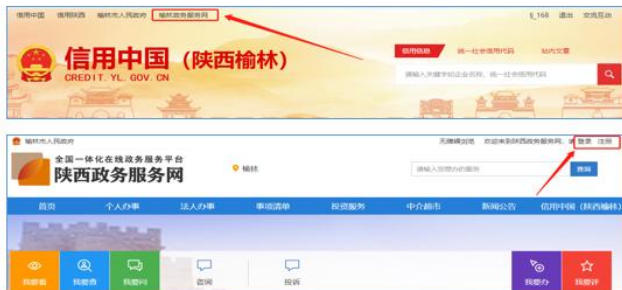 信用中国 信用陕西 榆林市人民政府 榆林政务服务网 退出 交流互动
信用中国 (陕西榆林)
CREDIT. YL. GOV. CN
信用信息 统一社会信用代码 站内文章
请输入关键字如企业名称、统一社会信用代码
榆林市人民政府 无障碍浏览 欢迎来到陕西政务服务网，请 登录 注册
全国一体化在线政务服务平台
陕西政务服务网
榆林
请输入您想办的服务 查询
首页 个人办事 法人办事 事项清单 投资服务 中介超市 新闻公告 信用中国（陕西榆林）
我要看 我要查 我要问 咨询 投诉 我要办 我要评